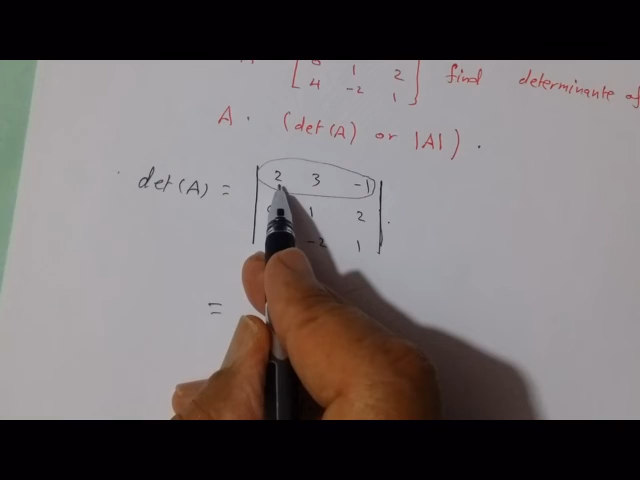 1 2 find determinante of
4 -2 1
A. (det(A) or |A|).
det(A) = | 2 3 -1 |
1 2
-2 1
=